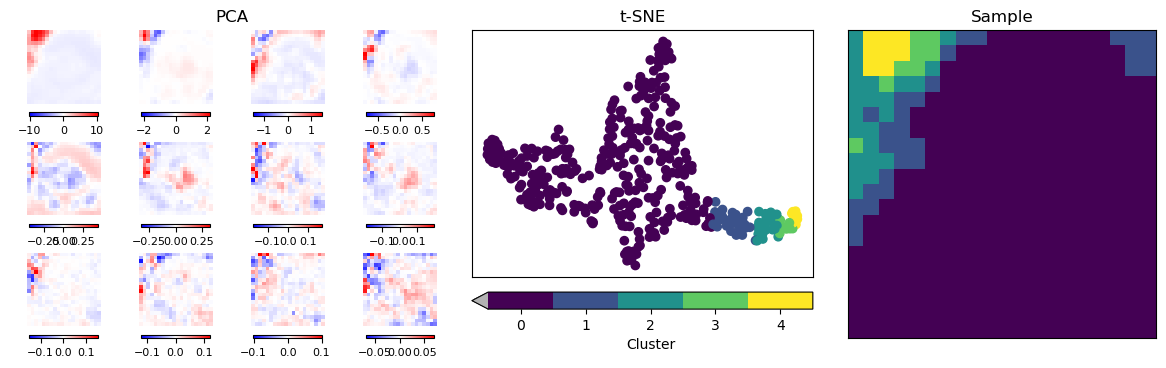 PCA t-SNE Sample
−10 0 10 −2 0 2 −1 0 1 −0.5 0.0 0.5
−0.25 0.00 0.25 −0.25 0.00 0.25 −0.1 0.0 0.1 −0.1 0.0 0.1
0 1 2 3 4
−0.1 0.0 0.1 −0.1 0.0 0.1 −0.1 0.0 0.1 −0.05 0.00 0.05
Cluster